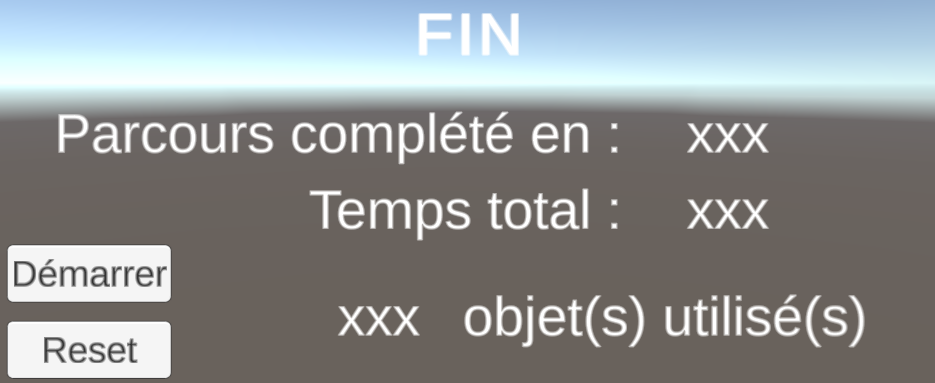 FIN
Parcours complété en : xxx
Temps total : xxx
Démarrer
xxx objet(s) utilisé(s)
Reset